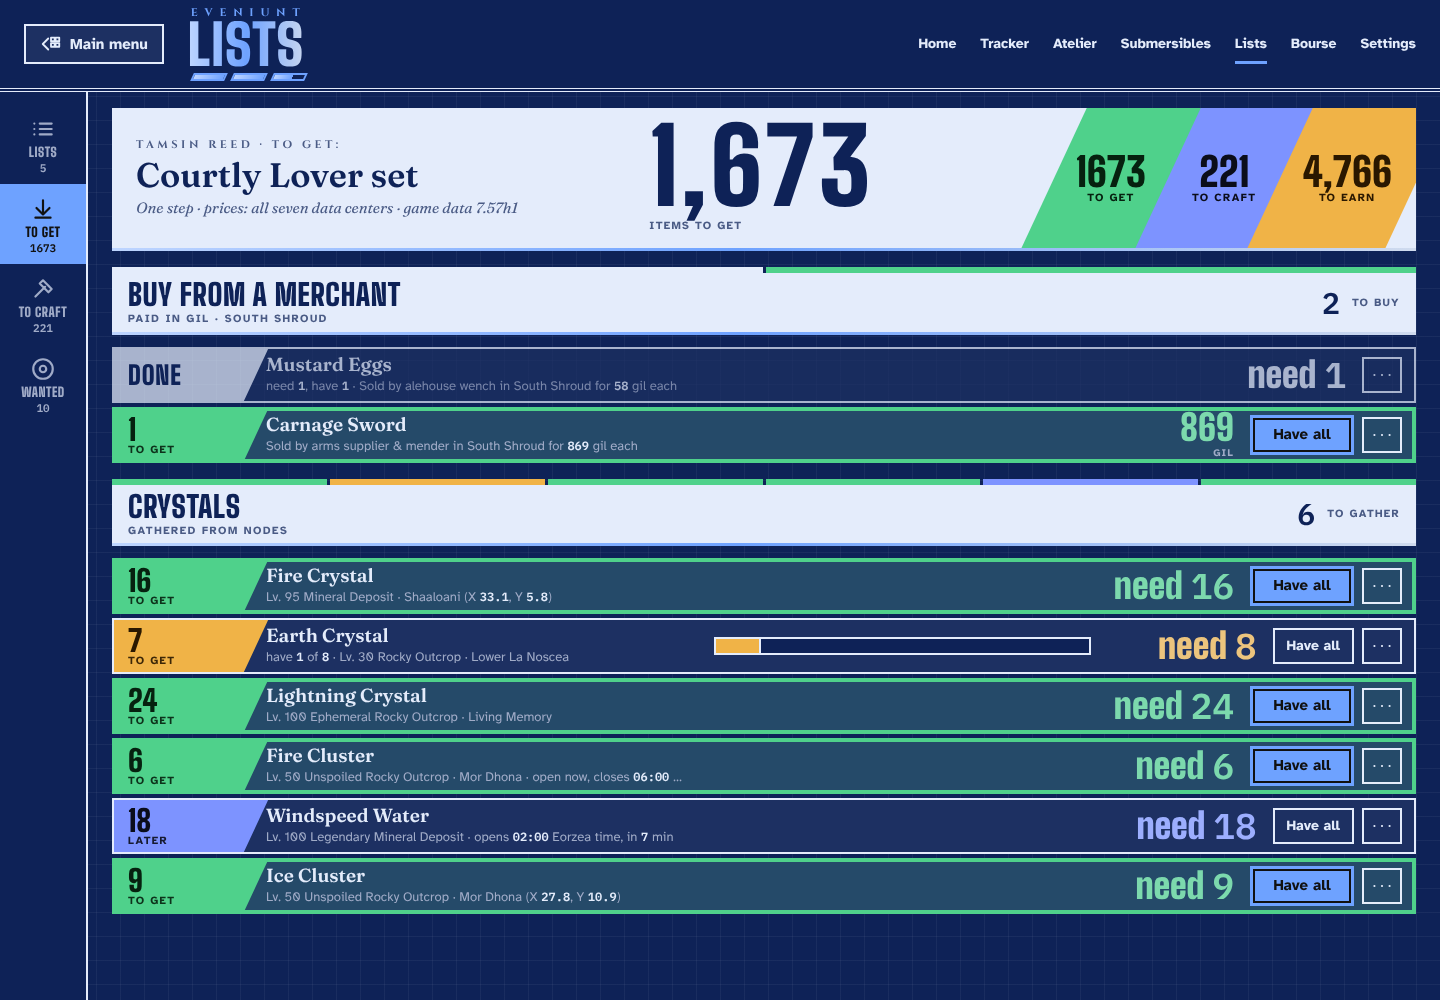 Main menu
EVENIUNT
LISTS
Home
Tracker
Atelier
Submersibles
Lists
Bourse
Settings
LISTS
5
TO GET
1673
TO CRAFT
221
WANTED
10
TAMSIN REED · TO GET:
Courtly Lover set
One step · prices: all seven data centers · game data 7.57h1
1,673
ITEMS TO GET
1673
TO GET
221
TO CRAFT
4,766
TO EARN
BUY FROM A MERCHANT
PAID IN GIL · SOUTH SHROUD
2 TO BUY
DONE
Mustard Eggs
need 1, have 1 · Sold by alehouse wench in South Shroud for 58 gil each
need 1
...
1
TO GET
Carnage Sword
Sold by arms supplier & mender in South Shroud for 869 gil each
869
GIL
Have all
...
CRYSTALS
GATHERED FROM NODES
6 TO GATHER
16
TO GET
Fire Crystal
Lv. 95 Mineral Deposit · Shaaloani (X 33.1, Y 5.8)
need 16
Have all
...
7
TO GET
Earth Crystal
have 1 of 8 · Lv. 30 Rocky Outcrop · Lower La Noscea
need 8
Have all
...
24
TO GET
Lightning Crystal
Lv. 100 Ephemeral Rocky Outcrop · Living Memory
need 24
Have all
...
6
TO GET
Fire Cluster
Lv. 50 Unspoiled Rocky Outcrop · Mor Dhona · open now, closes 06:00 ...
need 6
Have all
...
18
LATER
Windspeed Water
Lv. 100 Legendary Mineral Deposit · opens 02:00 Eorzea time, in 7 min
need 18
Have all
...
9
TO GET
Ice Cluster
Lv. 50 Unspoiled Rocky Outcrop · Mor Dhona (X 27.8, Y 10.9)
need 9
Have all
...